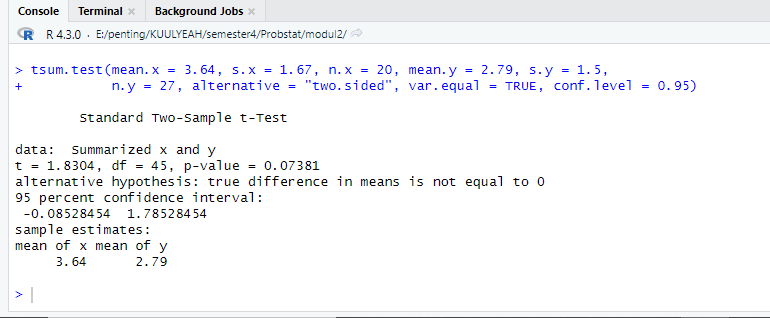 Console Terminal × Background Jobs ×
R R 4.3.0 · E:/penting/KUULYEAH/semester4/Probstat/modul2/
> tsum.test(mean.x = 3.64, s.x = 1.67, n.x = 20, mean.y = 2.79, s.y = 1.5,
+ n.y = 27, alternative = "two.sided", var.equal = TRUE, conf.level = 0.95)
Standard Two-Sample t-Test
data: Summarized x and y
t = 1.8304, df = 45, p-value = 0.07381
alternative hypothesis: true difference in means is not equal to 0
95 percent confidence interval:
-0.08528454 1.78528454
sample estimates:
mean of x mean of y
3.64 2.79
>